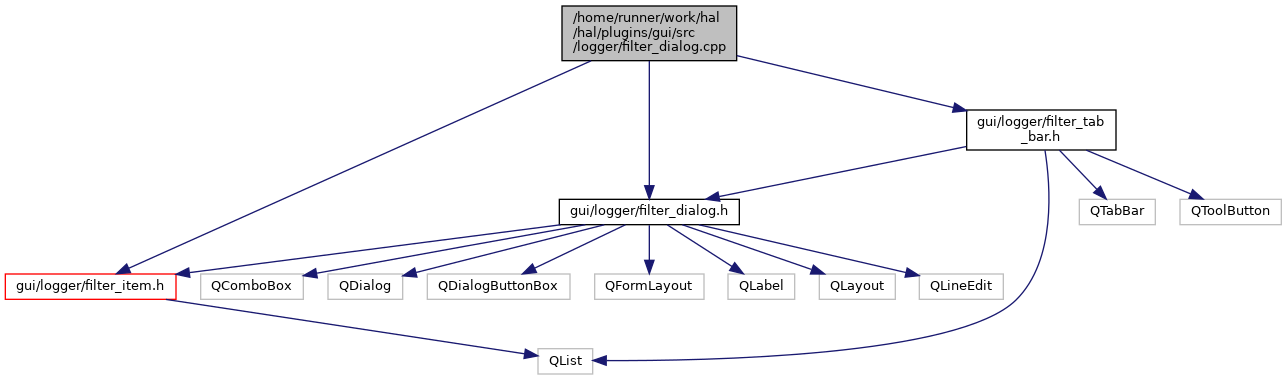 /home/runner/work/hal
/hal/plugins/gui/src
/logger/filter_dialog.cpp
gui/logger/filter_tab
_bar.h
gui/logger/filter_dialog.h
QTabBar
QToolButton
gui/logger/filter_item.h
QComboBox
QDialog
QDialogButtonBox
QFormLayout
QLabel
QLayout
QLineEdit
QList